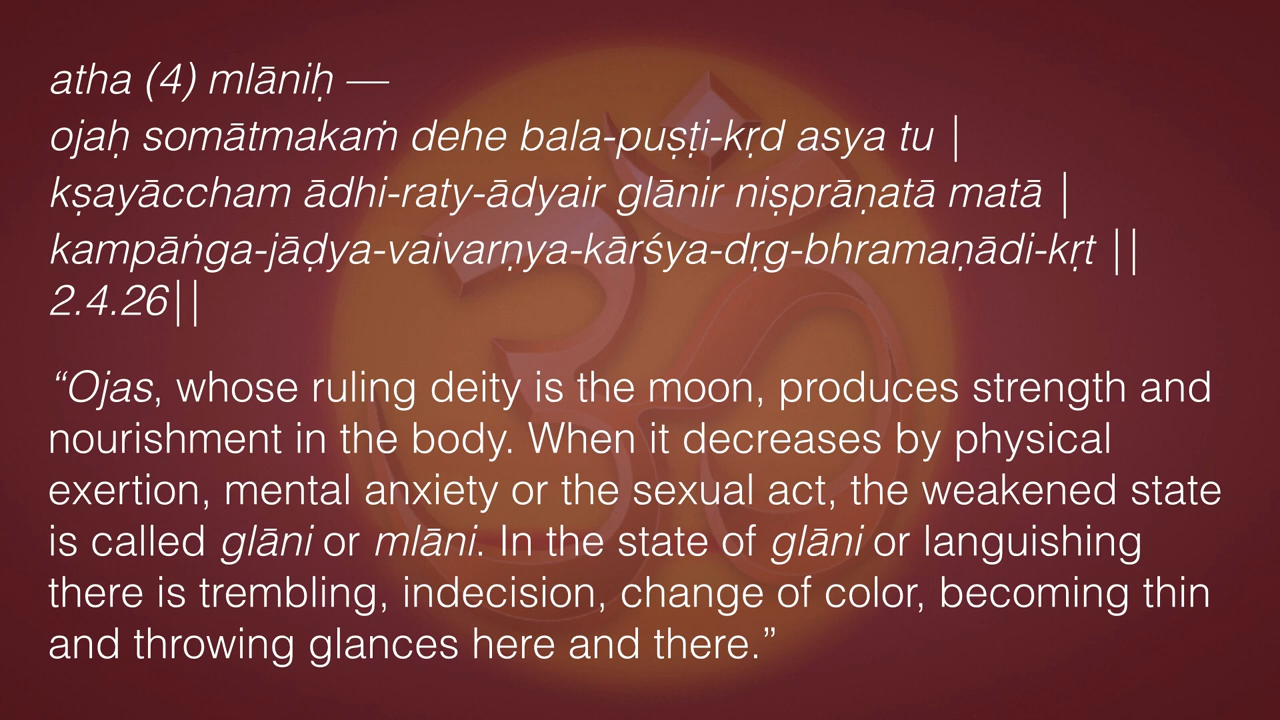 atha (4) mlāniḥ —
ojaḥ somātmakaṁ dehe bala-puṣṭi-kṛd asya tu |
kṣayāccham ādhi-raty-ādyair glānir niṣprāṇatā matā |
kampāṅga-jāḍya-vaivarṇya-kārśya-dṛg-bhramaṇādi-kṛt ||
2.4.26||
“Ojas, whose ruling deity is the moon, produces strength and
nourishment in the body. When it decreases by physical
exertion, mental anxiety or the sexual act, the weakened state
is called glāni or mlāni. In the state of glāni or languishing
there is trembling, indecision, change of color, becoming thin
and throwing glances here and there.”